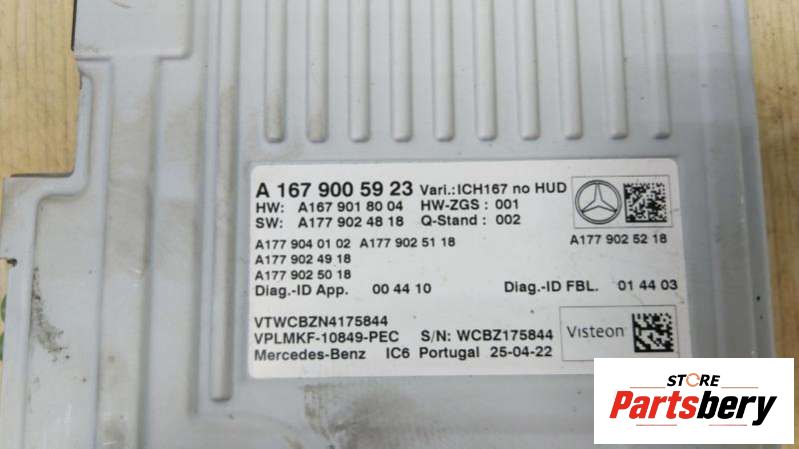 A 167 900 59 23 Vari.:ICH167 no HUD
HW: A167 901 80 04 HW-ZGS : 001
SW: A177 902 48 18 Q-Stand : 002
A177 904 01 02 A177 902 51 18 A177 902 52 18
A177 902 49 18
A177 902 50 18
Diag.-ID App. 00 44 10 Diag.-ID FBL. 01 44 03
VTWCBZN4175844
VPLMKF-10849-PEC S/N: WCBZ175844 Visteon
Mercedes-Benz IC6 Portugal 25-04-22
STORE
Partsbery